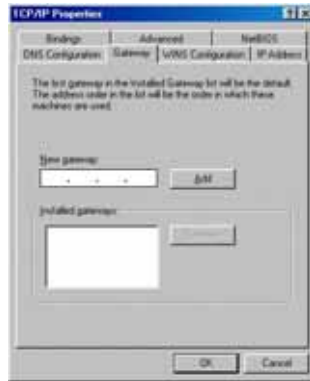 TCP/IP Properties
Bindings Advanced NetBIOS
DNS Configuration Gateway WINS Configuration IP Address
The first gateway in the Installed Gateway list will be the default.
The address order in the list will be the order in which these
machines are used.
New gateway:
Add
Installed gateways:
OK Cancel